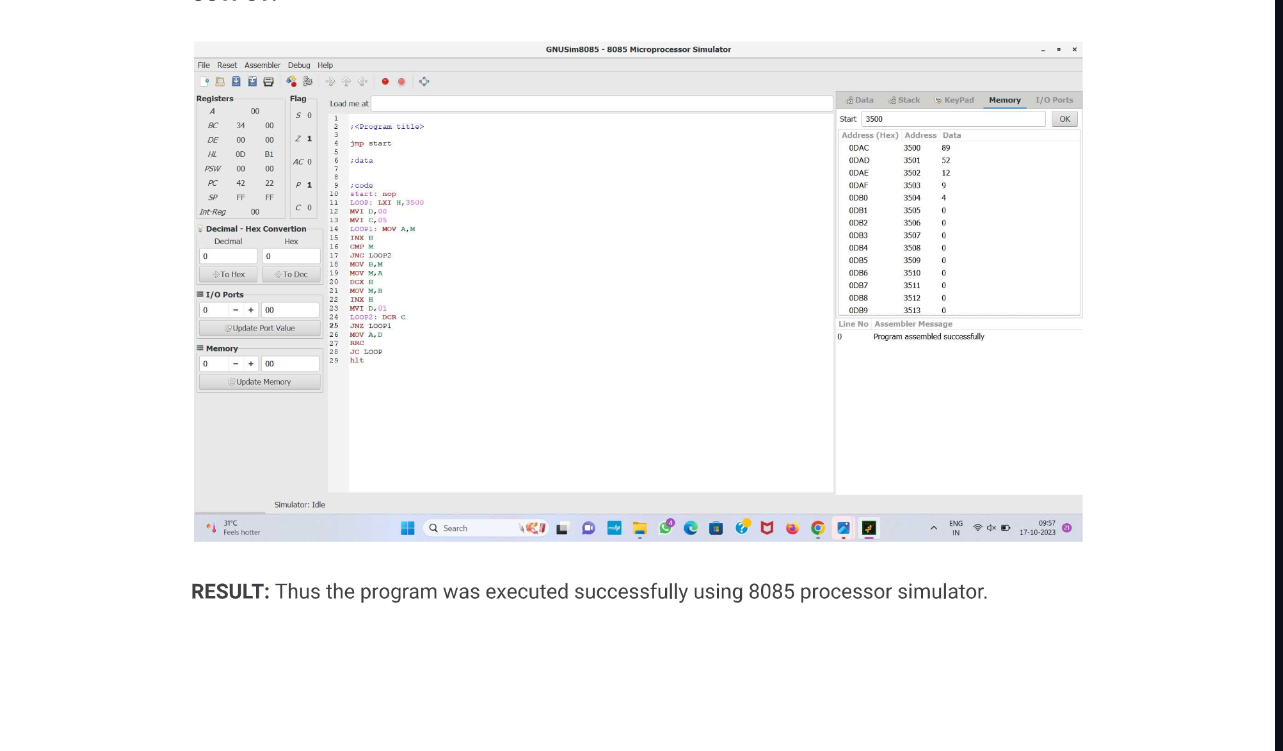 GNUSim8085 - 8085 Microprocessor Simulator
File Reset Assembler Debug Help
Registers
A 00
BC 34 00
DE 00 00
HL 0D B1
PSW 00 00
PC 42 22
SP FF FF
Int-Reg 00
Flag
S 0
Z 1
AC 0
P 1
C 0
Decimal - Hex Convertion
Decimal Hex
0 0
To Hex To Dec
I/O Ports
0 - + 00
Update Port Value
Memory
0 - + 00
Update Memory
Load me at
1
2 ;<Program title>
3
4 jmp start
5
6 ;data
7
8
9 ;code
10 start: nop
11 LOOP: LXI H,3500
12 MVI D,00
13 MVI C,05
14 LOOP1: MOV A,M
15 INX H
16 CMP M
17 JNC LOOP2
18 MOV B,M
19 MOV M,A
20 DCX H
21 MOV M,B
22 INX H
23 MVI D,01
24 LOOP2: DCR C
25 JNZ LOOP1
26 MOV A,D
27 RRC
28 JC LOOP
29 hlt
Data Stack KeyPad Memory I/O Ports
Start 3500 OK
Address (Hex) Address Data
0DAC 3500 89
0DAD 3501 52
0DAE 3502 12
0DAF 3503 9
0DB0 3504 4
0DB1 3505 0
0DB2 3506 0
0DB3 3507 0
0DB4 3508 0
0DB5 3509 0
0DB6 3510 0
0DB7 3511 0
0DB8 3512 0
0DB9 3513 0
Line No Assembler Message
0 Program assembled successfully
Simulator: Idle
31°C
Feels hotter
Search
ENG
IN
09:57
17-10-2023
21
RESULT: Thus the program was executed successfully using 8085 processor simulator.